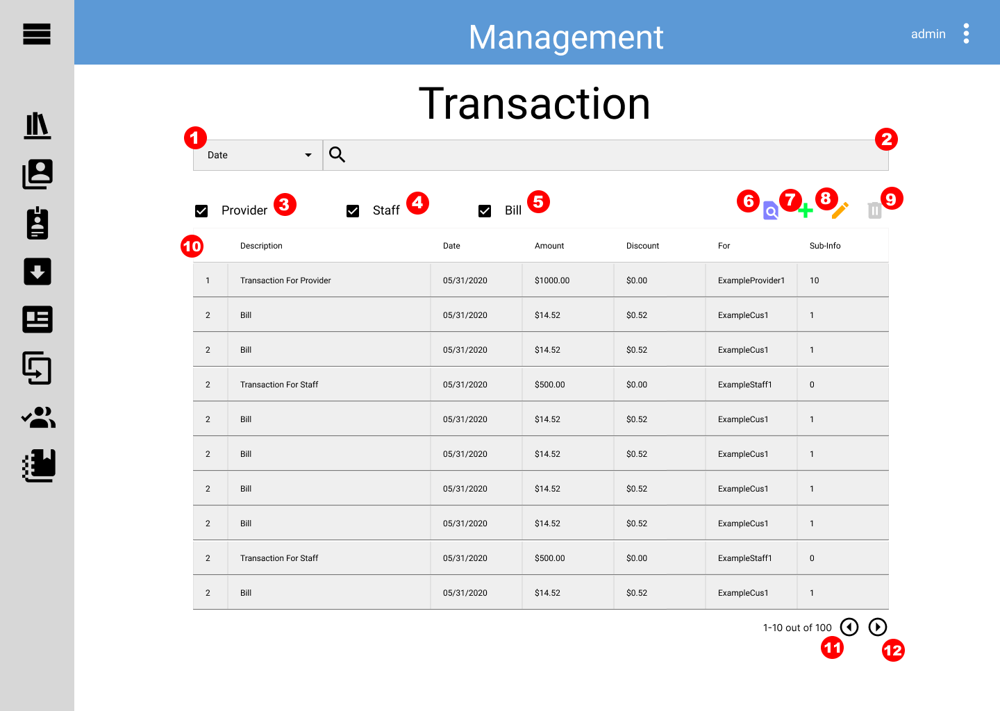 Management
admin
Transaction
1
2
Date
Provider 3 Staff 4 Bill 5 6 7 8 9
10 Description Date Amount Discount For Sub-Info
1 Transaction For Provider 05/31/2020 $1000.00 $0.00 ExampleProvider1 10
2 Bill 05/31/2020 $14.52 $0.52 ExampleCus1 1
2 Bill 05/31/2020 $14.52 $0.52 ExampleCus1 1
2 Transaction For Staff 05/31/2020 $500.00 $0.00 ExampleStaff1 0
2 Bill 05/31/2020 $14.52 $0.52 ExampleCus1 1
2 Bill 05/31/2020 $14.52 $0.52 ExampleCus1 1
2 Bill 05/31/2020 $14.52 $0.52 ExampleCus1 1
2 Bill 05/31/2020 $14.52 $0.52 ExampleCus1 1
2 Transaction For Staff 05/31/2020 $500.00 $0.00 ExampleStaff1 0
2 Bill 05/31/2020 $14.52 $0.52 ExampleCus1 1
1-10 out of 100
11 12